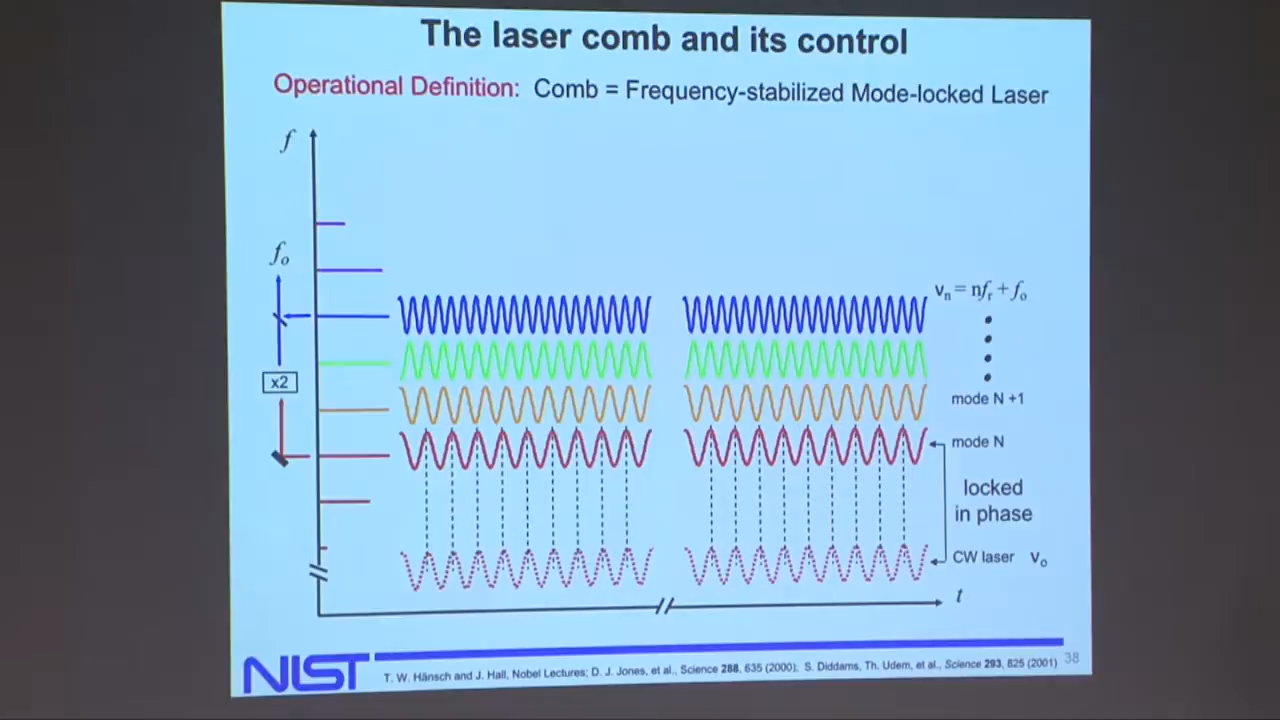 The laser comb and its control
Operational Definition: Comb = Frequency-stabilized Mode-locked Laser
f
fo
νn = nfr + fo
x2
mode N +1
mode N
locked
in phase
CW laser νo
t
NIST
T. W. Hänsch and J. Hall, Nobel Lectures; D. J. Jones, et al., Science 288, 635 (2000); S. Diddams, Th. Udem, et al., Science 293, 825 (2001)
38